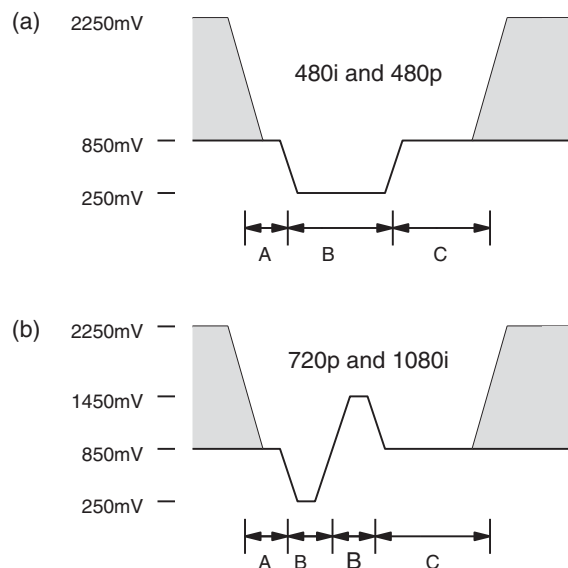 (a)
2250mV
480i and 480p
850mV
250mV
A B C
(b)
2250mV
720p and 1080i
1450mV
850mV
250mV
A B B C